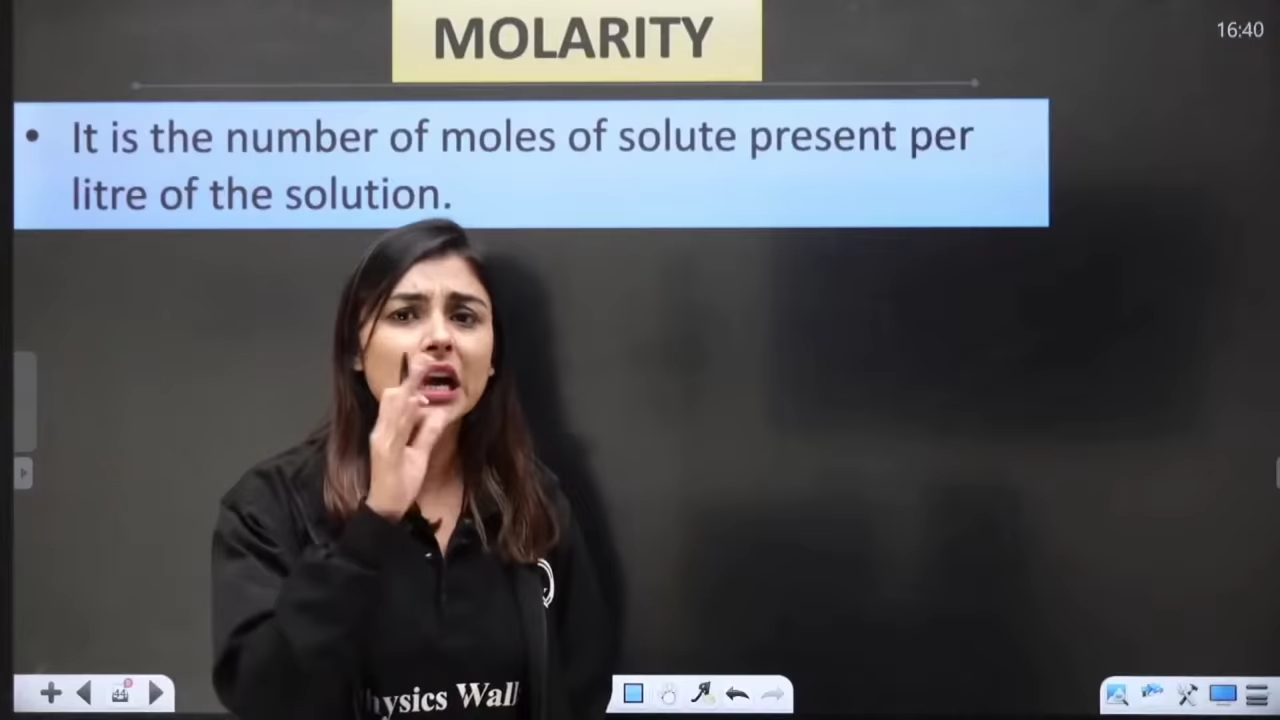 MOLARITY
16:40
• It is the number of moles of solute present per
litre of the solution.
44
hysics Wall